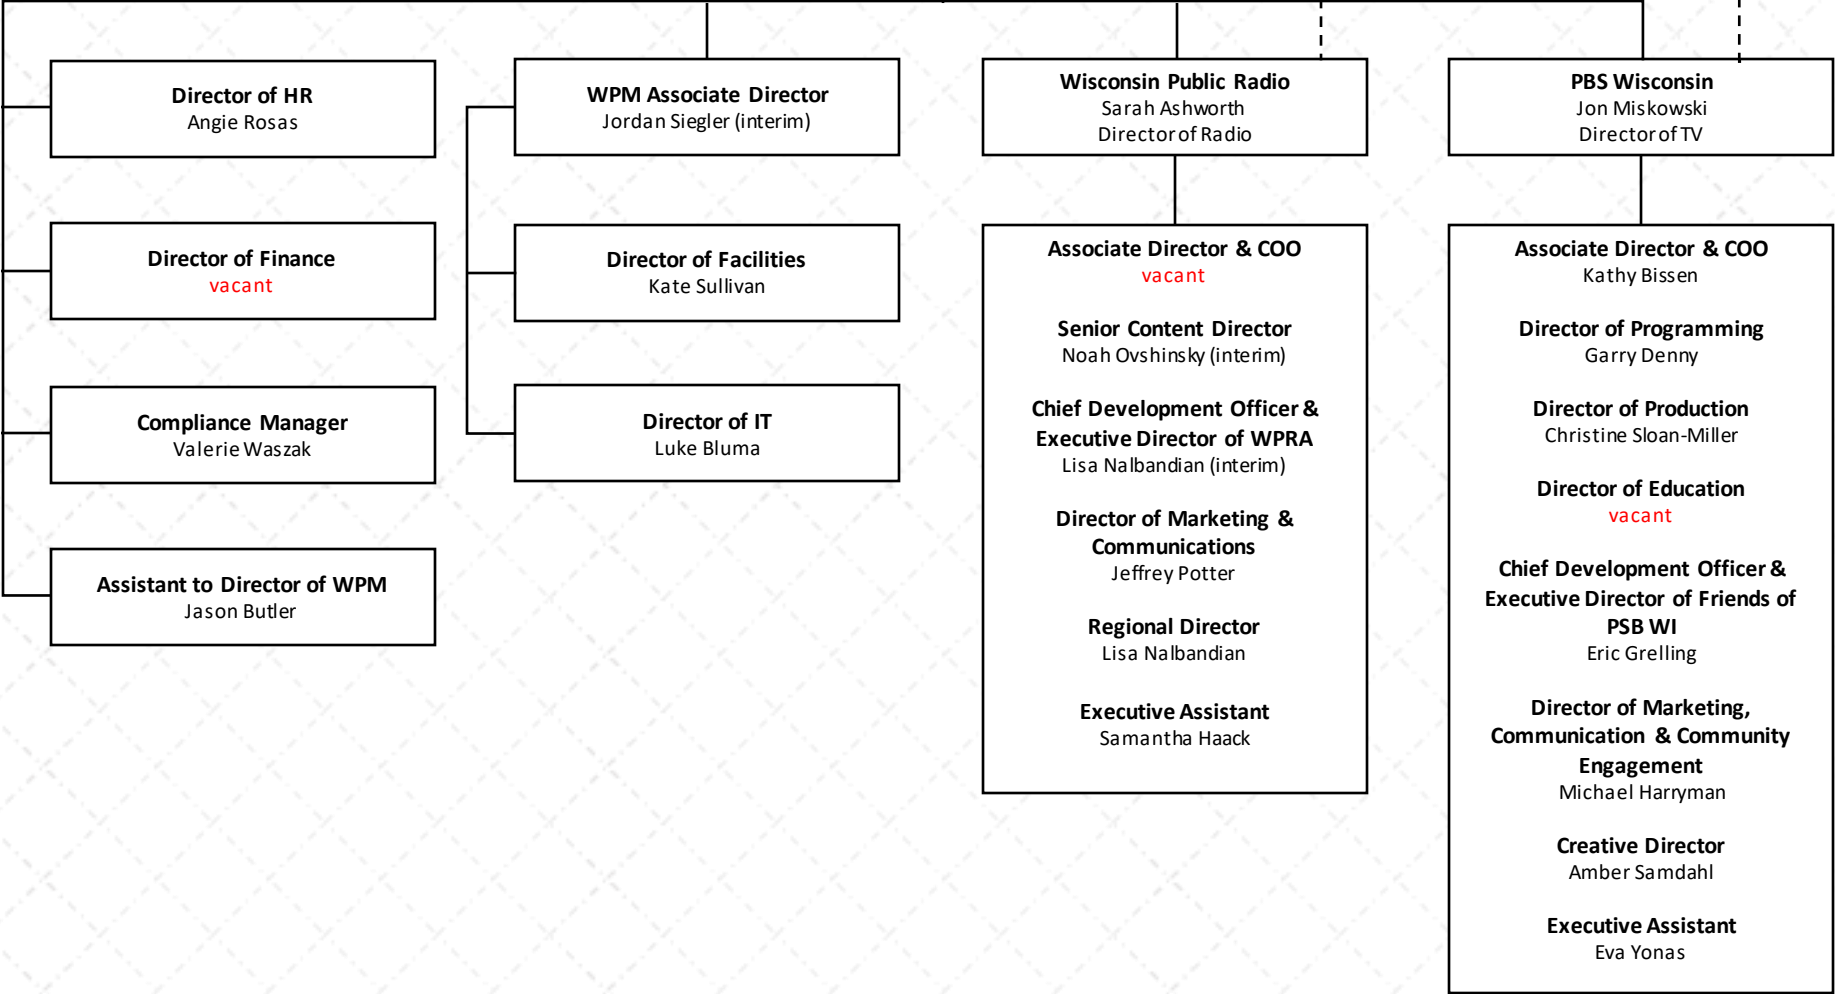 Director of HR
Angie Rosas
Director of Finance
vacant
Compliance Manager
Valerie Waszak
Assistant to Director of WPM
Jason Butler
WPM Associate Director
Jordan Siegler (interim)
Director of Facilities
Kate Sullivan
Director of IT
Luke Bluma
Wisconsin Public Radio
Sarah Ashworth
Director of Radio
Associate Director & COO
vacant
Senior Content Director
Noah Ovshinsky (interim)
Chief Development Officer &
Executive Director of WPRA
Lisa Nalbandian (interim)
Director of Marketing &
Communications
Jeffrey Potter
Regional Director
Lisa Nalbandian
Executive Assistant
Samantha Haack
PBS Wisconsin
Jon Miskowski
Director of TV
Associate Director & COO
Kathy Bissen
Director of Programming
Garry Denny
Director of Production
Christine Sloan-Miller
Director of Education
vacant
Chief Development Officer &
Executive Director of Friends of
PSB WI
Eric Grelling
Director of Marketing,
Communication & Community
Engagement
Michael Harryman
Creative Director
Amber Samdahl
Executive Assistant
Eva Yonas